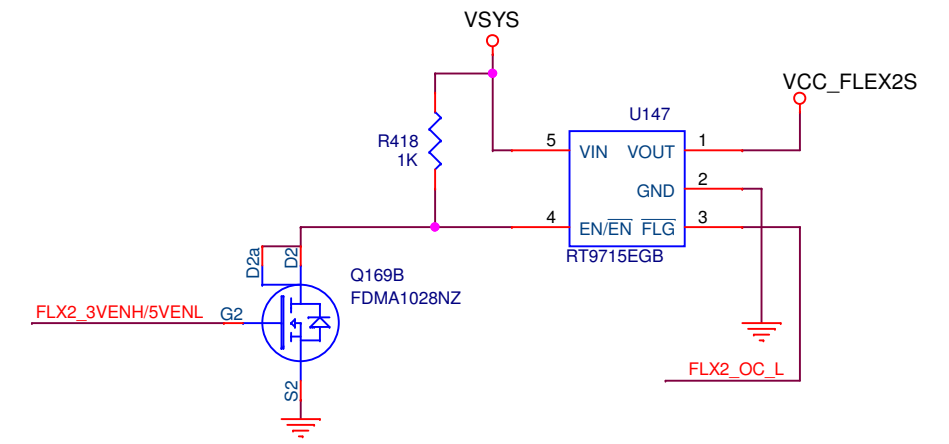 VSYS
VCC_FLEX2S
U147
R418
1K
5
VIN
VOUT
1
GND
2
4
EN/EN
FLG
3
RT9715EGB
D2a
D2
Q169B
FDMA1028NZ
FLX2_3VENH/5VENL
G2
S2
FLX2_OC_L